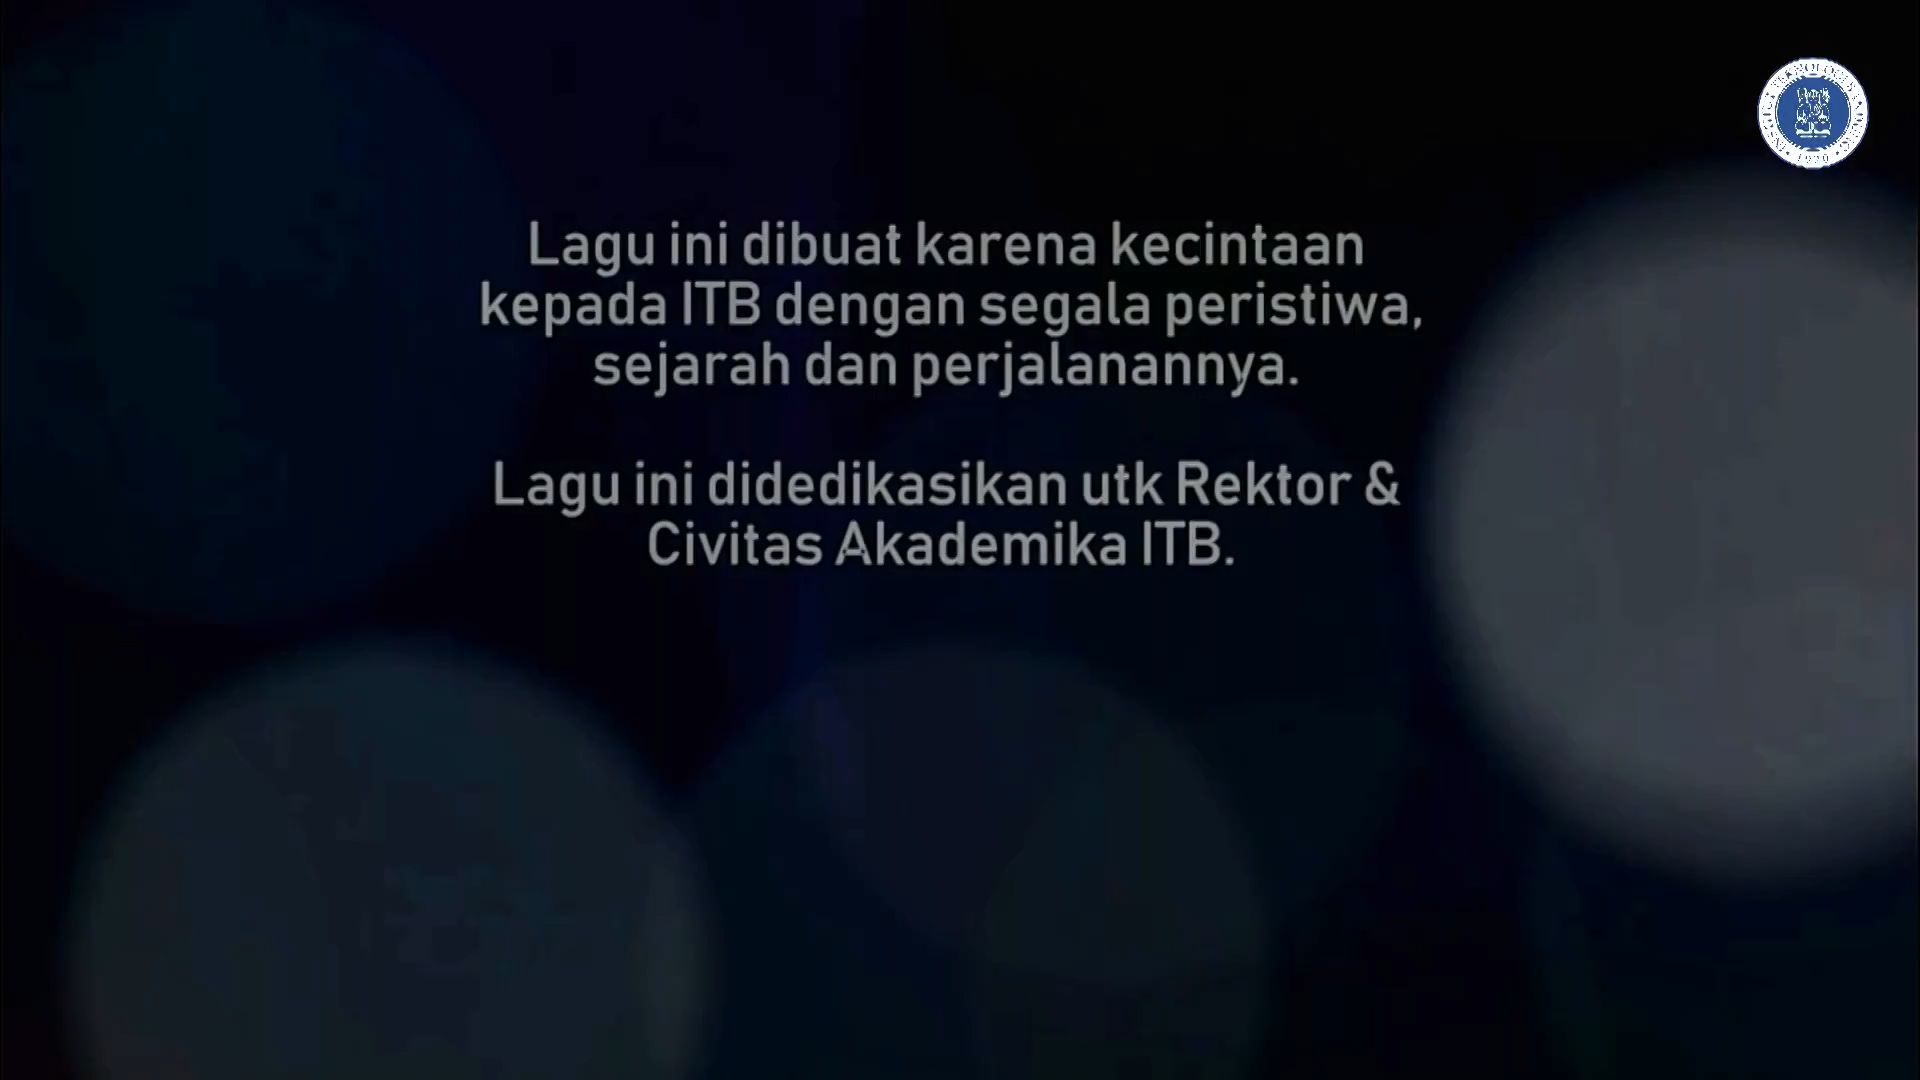 Lagu ini dibuat karena kecintaan
kepada ITB dengan segala peristiwa,
sejarah dan perjalanannya.
Lagu ini didedikasikan utk Rektor &
Civitas Akademika ITB.
1920